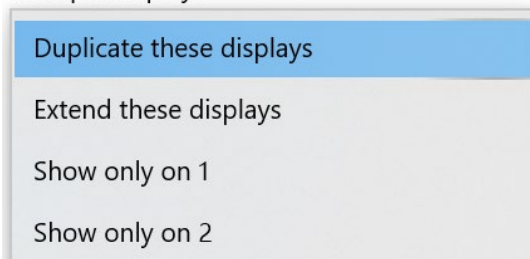 Duplicate these displays
Extend these displays
Show only on 1
Show only on 2